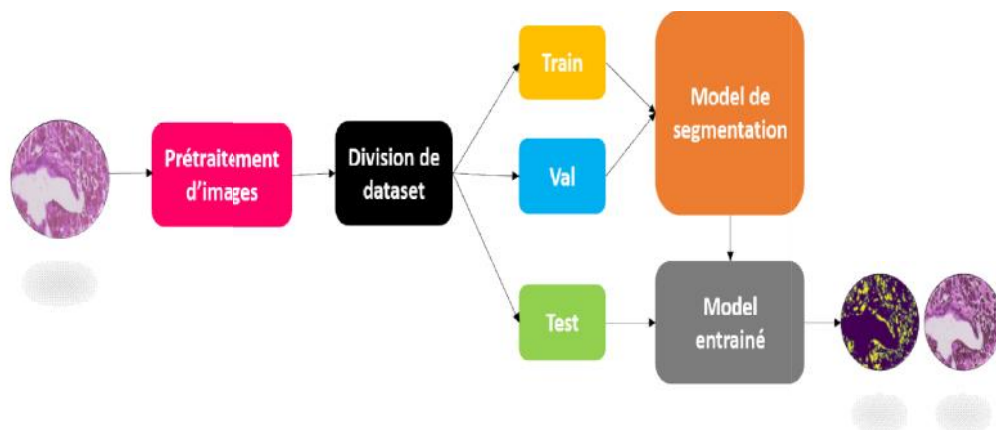 Prétraitement
d'images
Division de
dataset
Train
Val
Test
Model de
segmentation
Model
entrainé